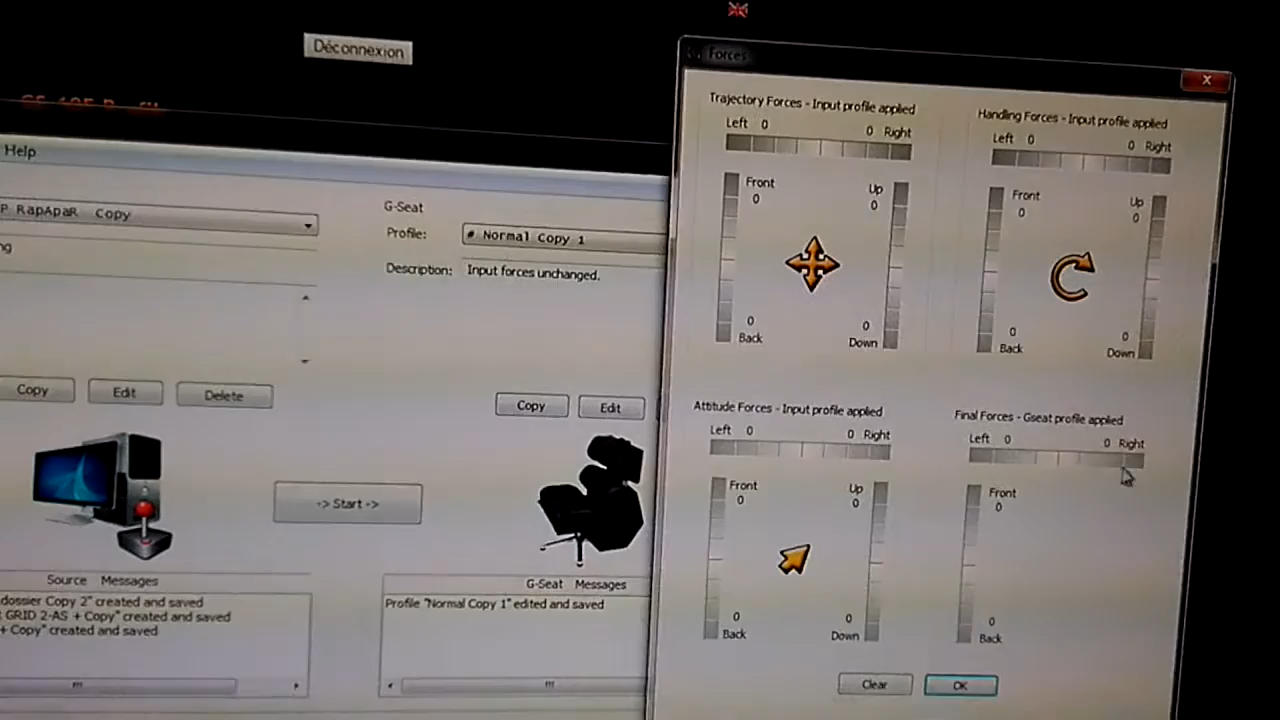 Déconnexion
Help
P RapApaR Copy
ng
Copy
Edit
Delete
G-Seat
Profile:
# Normal Copy 1
Description:
Input forces unchanged.
Copy
Edit
-> Start ->
Source Messages
dossier Copy 2" created and saved
GRID 2-AS + Copy" created and saved
+ Copy" created and saved
G-Seat Messages
Profile "Normal Copy 1" edited and saved
Forces
Trajectory Forces - Input profile applied
Left 0 0 Right
Front Up
0 0
0 0
Back Down
Handling Forces - Input profile applied
Left 0 0 Right
Front Up
0 0
0 0
Back Down
Attitude Forces - Input profile applied
Left 0 0 Right
Front Up
0 0
0 0
Back Down
Final Forces - Gseat profile applied
Left 0 0 Right
Front
0
0
Back
Clear
OK